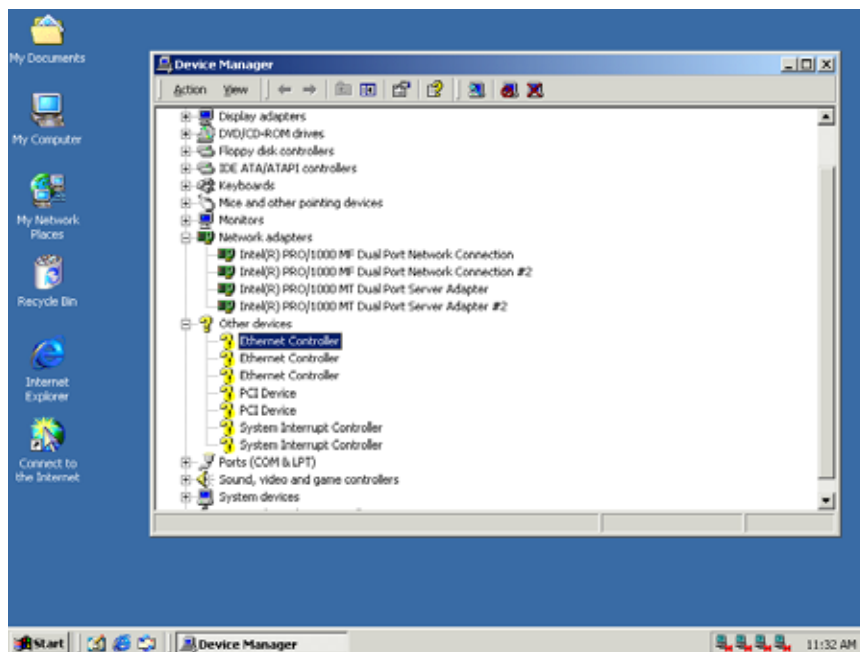 My Documents
My Computer
My Network
Places
Recycle Bin
Internet
Explorer
Connect to
the Internet
Device Manager
Action View
Display adapters
DVD/CD-ROM drives
Floppy disk controllers
IDE ATA/ATAPI controllers
Keyboards
Mice and other pointing devices
Monitors
Network adapters
Intel(R) PRO/1000 MF Dual Port Network Connection
Intel(R) PRO/1000 MF Dual Port Network Connection #2
Intel(R) PRO/1000 MT Dual Port Server Adapter
Intel(R) PRO/1000 MT Dual Port Server Adapter #2
Other devices
Ethernet Controller
Ethernet Controller
Ethernet Controller
PCI Device
PCI Device
System Interrupt Controller
System Interrupt Controller
Ports (COM & LPT)
Sound, video and game controllers
System devices
Start
Device Manager
11:32 AM